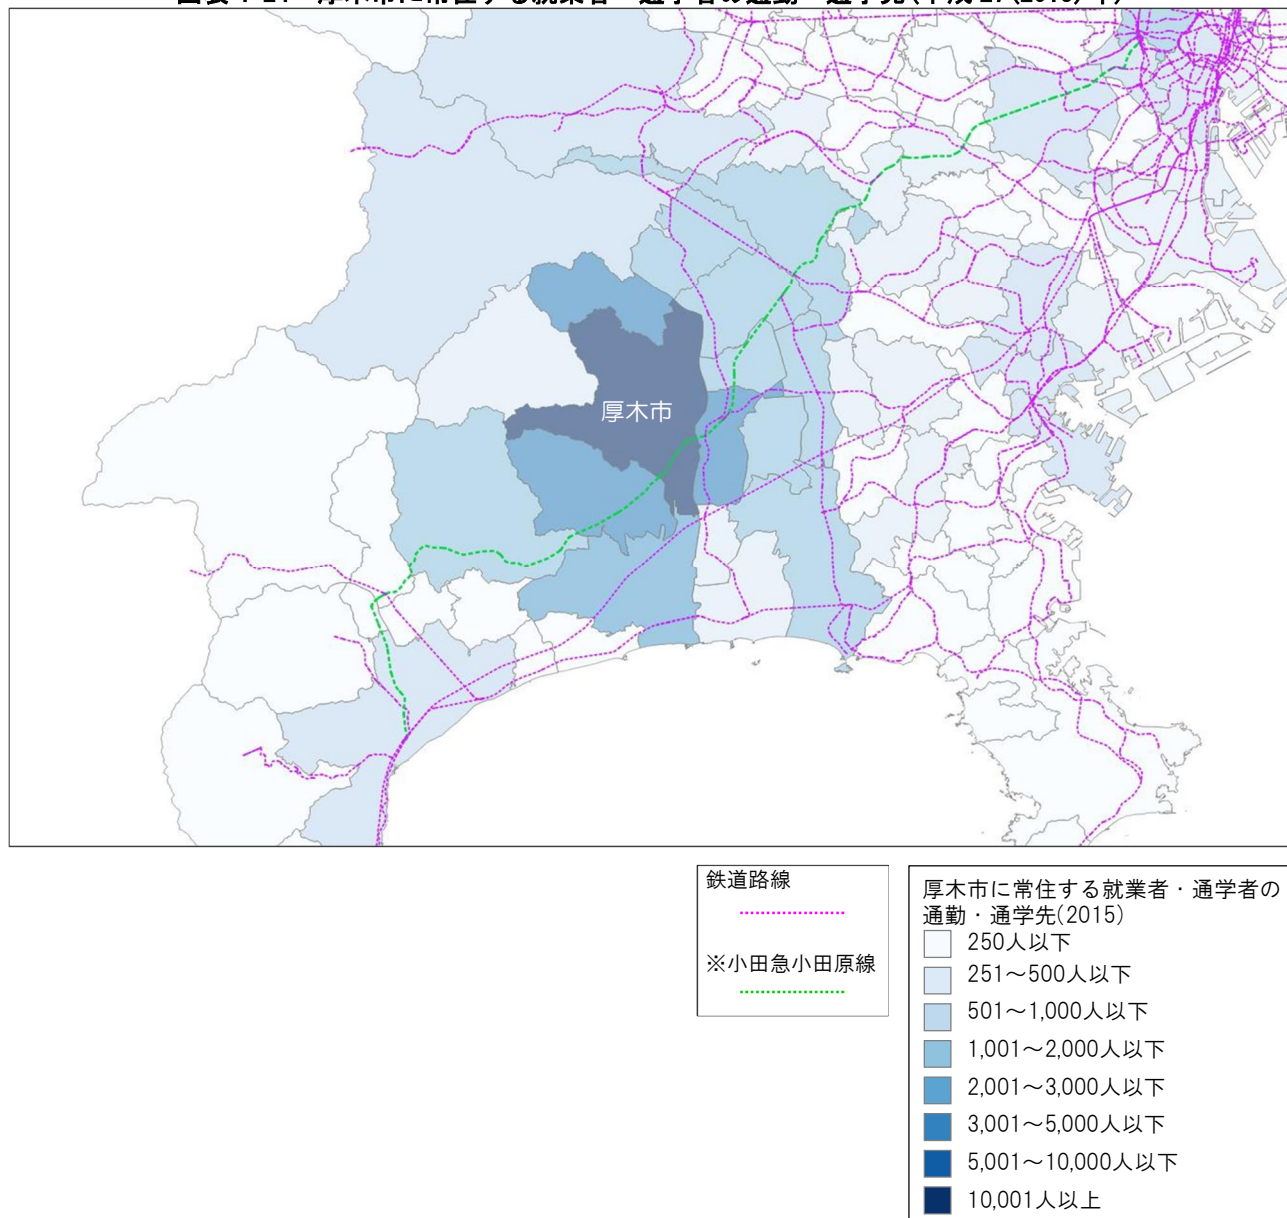 厚木市
鉄道路線
※小田急小田原線
厚木市に常住する就業者・通学者の
通勤・通学先(2015)
250人以下
251～500人以下
501～1,000人以下
1,001～2,000人以下
2,001～3,000人以下
3,001～5,000人以下
5,001～10,000人以下
10,001人以上